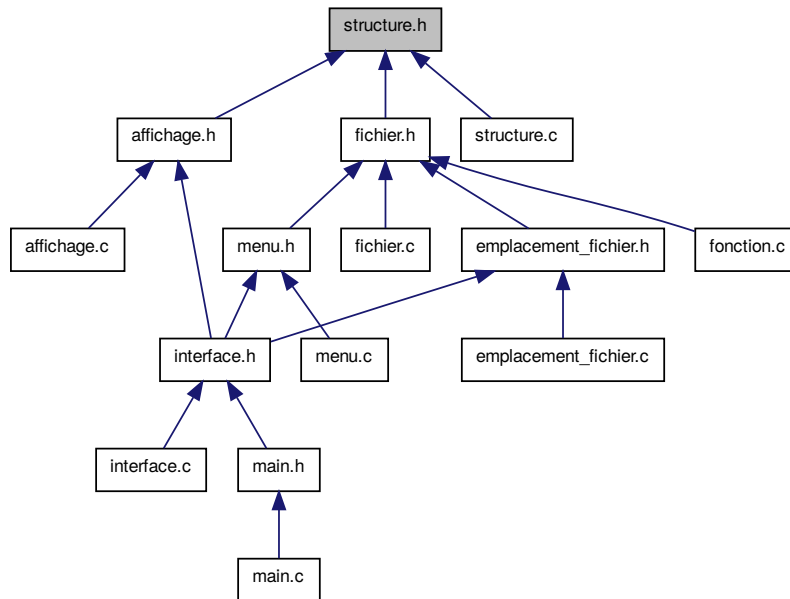 structure.h
affichage.h
fichier.h
structure.c
affichage.c
menu.h
fichier.c
emplacement_fichier.h
fonction.c
interface.h
menu.c
emplacement_fichier.c
interface.c
main.h
main.c